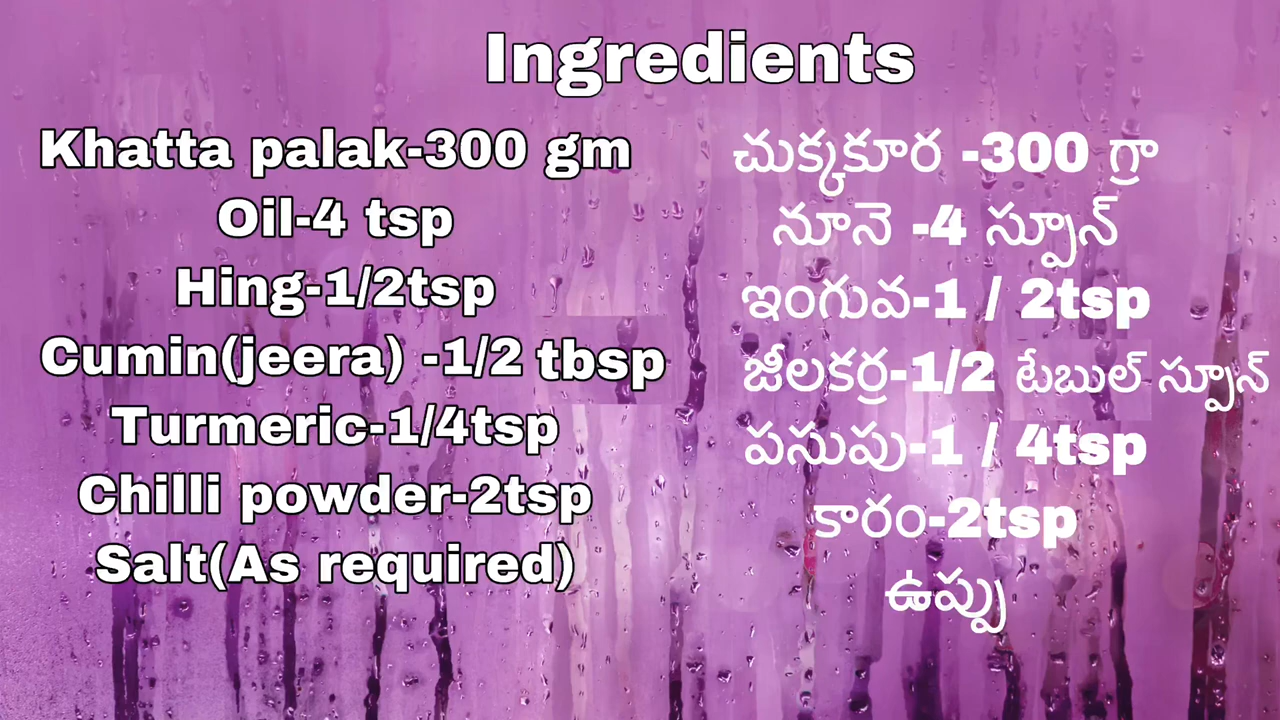 Ingredients
Khatta palak-300 gm
Oil-4 tsp
Hing-1/2tsp
Cumin(jeera) -1/2 tbsp
Turmeric-1/4tsp
Chilli powder-2tsp
Salt(As required)
చుక్కకూర -300 గ్రా
నూనె -4 స్పూన్
ఇంగువ-1 / 2tsp
జీలకర్ర-1/2 టేబుల్ స్పూన్
పసుపు-1 / 4tsp
కారం-2tsp
ఉప్పు